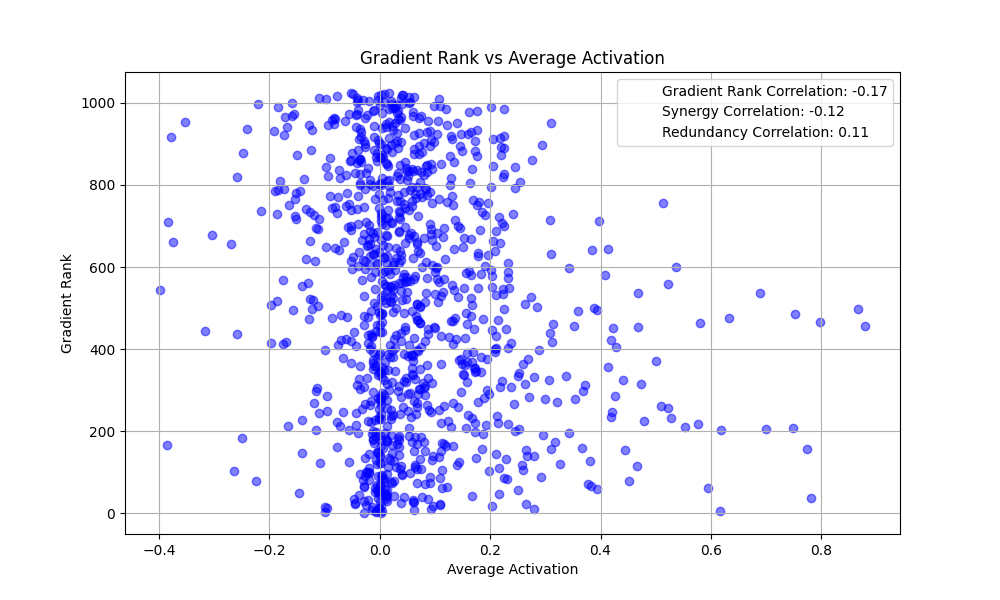 Gradient Rank vs Average Activation
Gradient Rank Correlation: -0.17
Synergy Correlation: -0.12
Redundancy Correlation: 0.11
1000
800
600
400
200
0
Gradient Rank
−0.4
−0.2
0.0
0.2
0.4
0.6
0.8
Average Activation